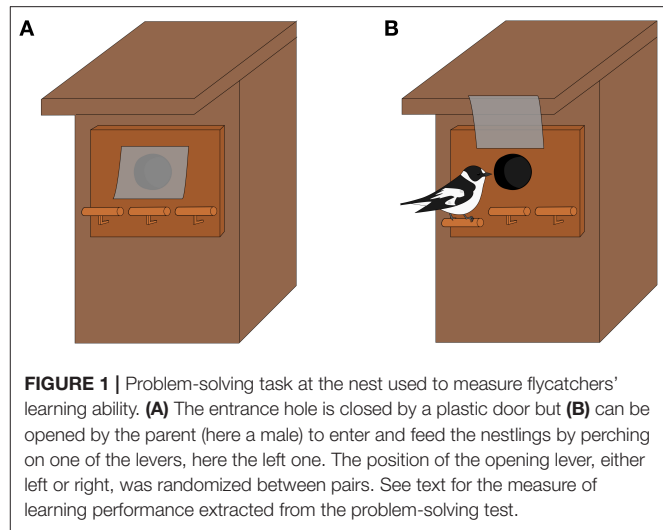 A
B
FIGURE 1 | Problem-solving task at the nest used to measure flycatchers’
learning ability. (A) The entrance hole is closed by a plastic door but (B) can be
opened by the parent (here a male) to enter and feed the nestlings by perching
on one of the levers, here the left one. The position of the opening lever, either
left or right, was randomized between pairs. See text for the measure of
learning performance extracted from the problem-solving test.